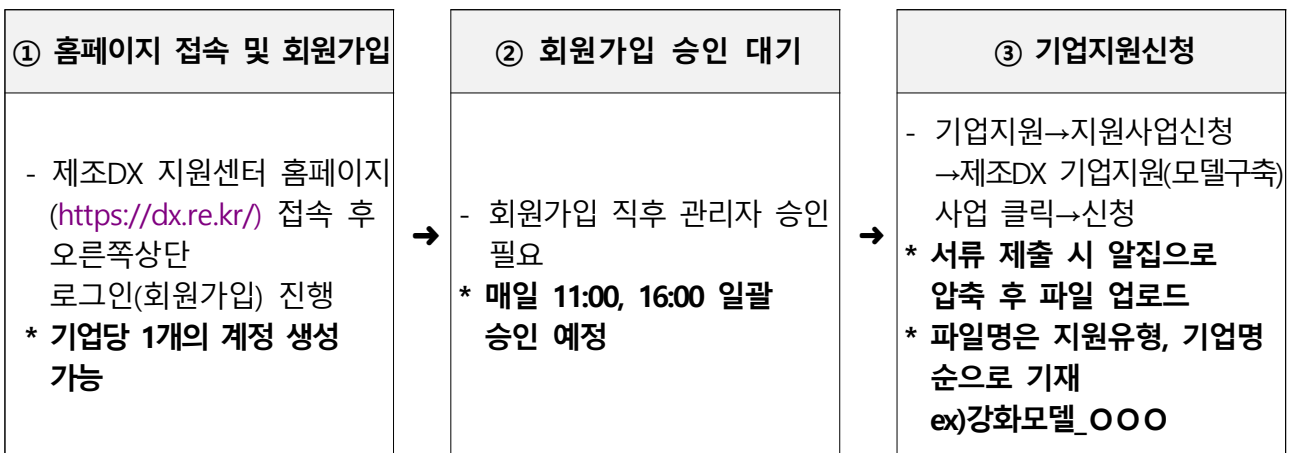 ① 홈페이지 접속 및 회원가입
- 제조DX 지원센터 홈페이지
(https://dx.re.kr/) 접속 후
오른쪽상단
로그인(회원가입) 진행
* 기업당 1개의 계정 생성
가능
➜
② 회원가입 승인 대기
- 회원가입 직후 관리자 승인
필요
* 매일 11:00, 16:00 일괄
승인 예정
➜
③ 기업지원신청
- 기업지원→지원사업신청
→제조DX 기업지원(모델구축)
사업 클릭→신청
* 서류 제출 시 알집으로
압축 후 파일 업로드
* 파일명은 지원유형, 기업명
순으로 기재
ex)강화모델_ㅇㅇㅇ